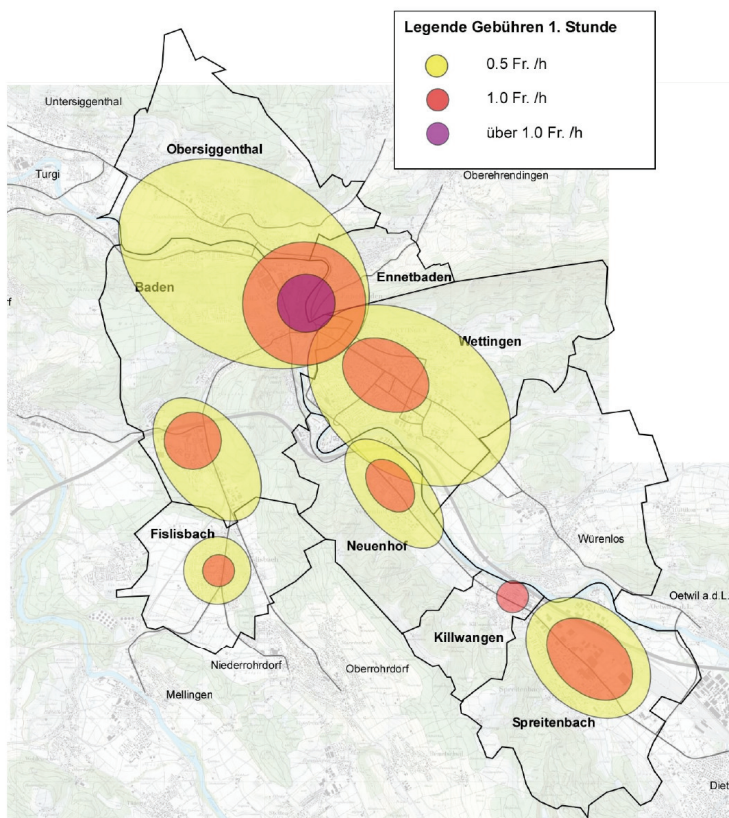 Legende Gebühren 1. Stunde
0.5 Fr. /h
1.0 Fr. /h
über 1.0 Fr. /h
Untersiggenthal
Obersiggenthal
Turgi
Oberehrendingen
Ennetbaden
Baden
Wettingen
Fislisbach
Neuenhof
Würenlos
Oetwil a.d.L.
Killwangen
Niederrohrdorf
Oberrohrdorf
Mellingen
Spreitenbach
Diet